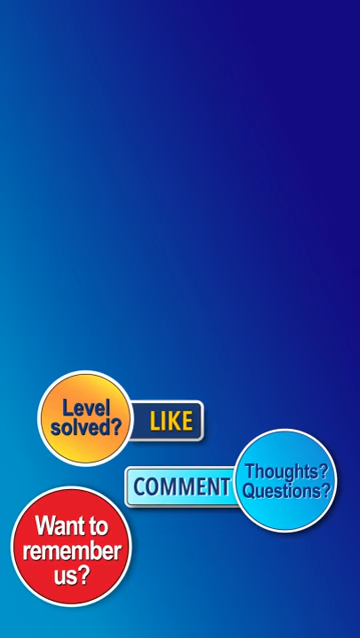 Level
solved?
LIKE
Thoughts?
Questions?
COMMENT
Want to
remember
us?